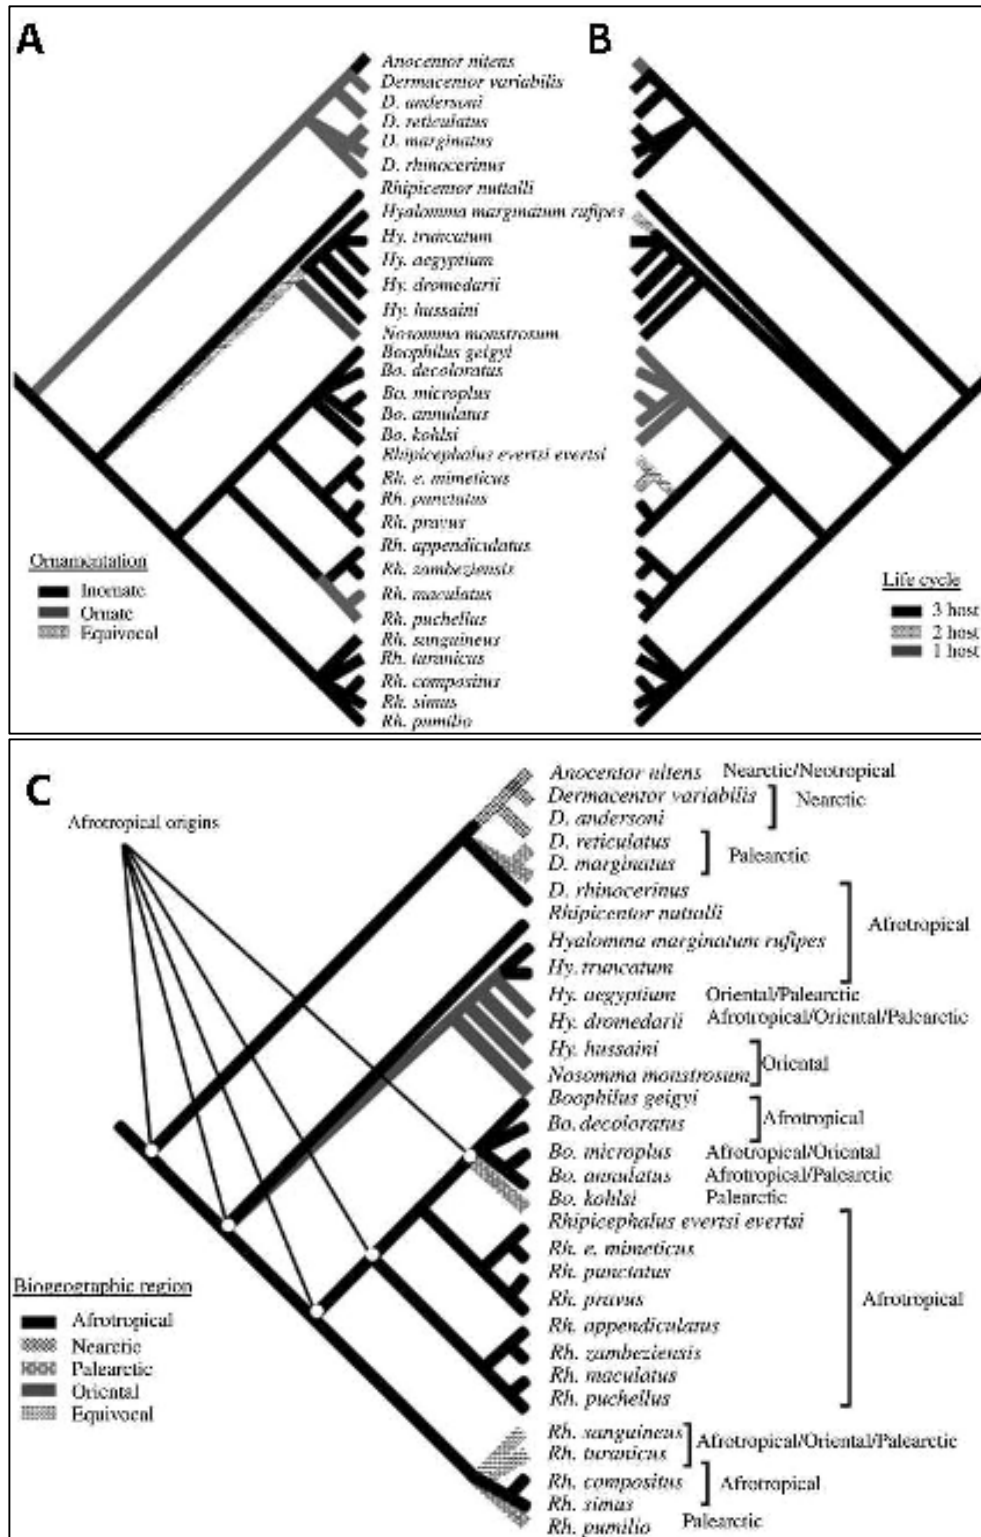 A
B
Anocentor nitens
Dermacentor variabilis
D. andersoni
D. reticulatus
D. marginatus
D. rhinocerinus
Rhipicentor nuttalli
Hyalomma marginatum rufipes
Hy. truncatum
Hy. aegyptium
Hy. dromedarii
Hy. hussaini
Nosomma monstrosum
Boophilus geigyi
Bo. decoloratus
Bo. microplus
Bo. annulatus
Bo. kohlsi
Rhipicephalus evertsi evertsi
Rh. e. mimeticus
Rh. punctatus
Rh. pravus
Rh. appendiculatus
Rh. zambeziensis
Rh. maculatus
Rh. puchellus
Rh. sanguineus
Rh. turanicus
Rh. compositus
Rh. simus
Rh. pumilio
Ornamentation
Inornate
Ornate
Equivocal
Life cycle
3 host
2 host
1 host
C
Afrotropical origins
Anocentor nitens Nearctic/Neotropical
Dermacentor variabilis
Nearctic
D. andersoni
D. reticulatus
Palearctic
D. marginatus
D. rhinocerinus
Rhipicentor nuttalli
Afrotropical
Hyalomma marginatum rufipes
Hy. truncatum
Hy. aegyptium Oriental/Palearctic
Hy. dromedarii Afrotropical/Oriental/Palearctic
Hy. hussaini
Oriental
Nosomma monstrosum
Boophilus geigyi
Afrotropical
Bo. decoloratus
Bo. microplus Afrotropical/Oriental
Bo. annulatus Afrotropical/Palearctic
Bo. kohlsi Palearctic
Rhipicephalus evertsi evertsi
Rh. e. mimeticus
Rh. punctatus
Rh. pravus
Afrotropical
Rh. appendiculatus
Rh. zambeziensis
Rh. maculatus
Rh. puchellus
Rh. sanguineus
Afrotropical/Oriental/Palearctic
Rh. turanicus
Rh. compositus
Afrotropical
Rh. simus
Rh. pumilio Palearctic
Biogeographic region
Afrotropical
Nearctic
Palearctic
Oriental
Equivocal